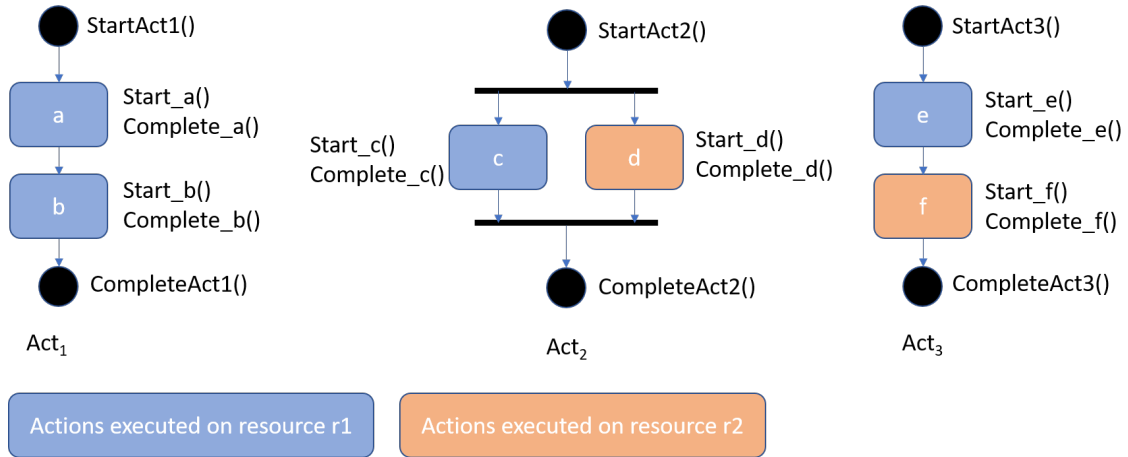 StartAct1()
a
Start_a()
Complete_a()
b
Start_b()
Complete_b()
CompleteAct1()
Act1
StartAct2()
Start_c()
Complete_c()
c
d
Start_d()
Complete_d()
CompleteAct2()
Act2
StartAct3()
e
Start_e()
Complete_e()
f
Start_f()
Complete_f()
CompleteAct3()
Act3
Actions executed on resource r1
Actions executed on resource r2